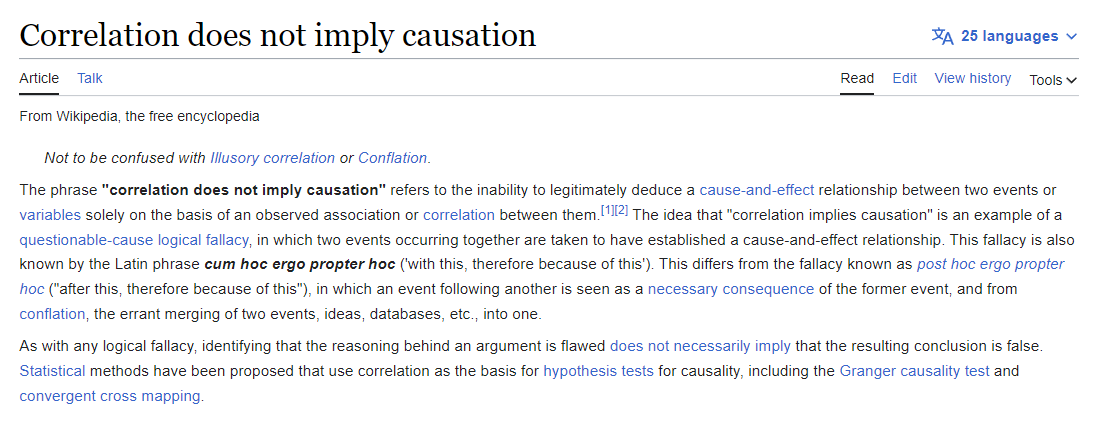 Correlation does not imply causation
25 languages
Article Talk
Read Edit View history Tools
From Wikipedia, the free encyclopedia
Not to be confused with Illusory correlation or Conflation.
The phrase "correlation does not imply causation" refers to the inability to legitimately deduce a cause-and-effect relationship between two events or
variables solely on the basis of an observed association or correlation between them.[1][2] The idea that "correlation implies causation" is an example of a
questionable-cause logical fallacy, in which two events occurring together are taken to have established a cause-and-effect relationship. This fallacy is also
known by the Latin phrase cum hoc ergo propter hoc ('with this, therefore because of this'). This differs from the fallacy known as post hoc ergo propter
hoc ("after this, therefore because of this"), in which an event following another is seen as a necessary consequence of the former event, and from
conflation, the errant merging of two events, ideas, databases, etc., into one.
As with any logical fallacy, identifying that the reasoning behind an argument is flawed does not necessarily imply that the resulting conclusion is false.
Statistical methods have been proposed that use correlation as the basis for hypothesis tests for causality, including the Granger causality test and
convergent cross mapping.